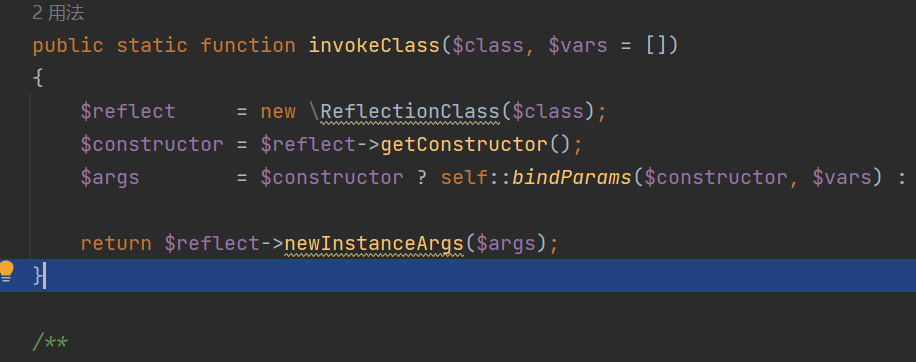 2 用法
public static function invokeClass($class, $vars = [])
{
$reflect     = new \ReflectionClass($class);
$constructor = $reflect->getConstructor();
$args        = $constructor ? self::bindParams($constructor, $vars) :
return $reflect->newInstanceArgs($args);
}
/**